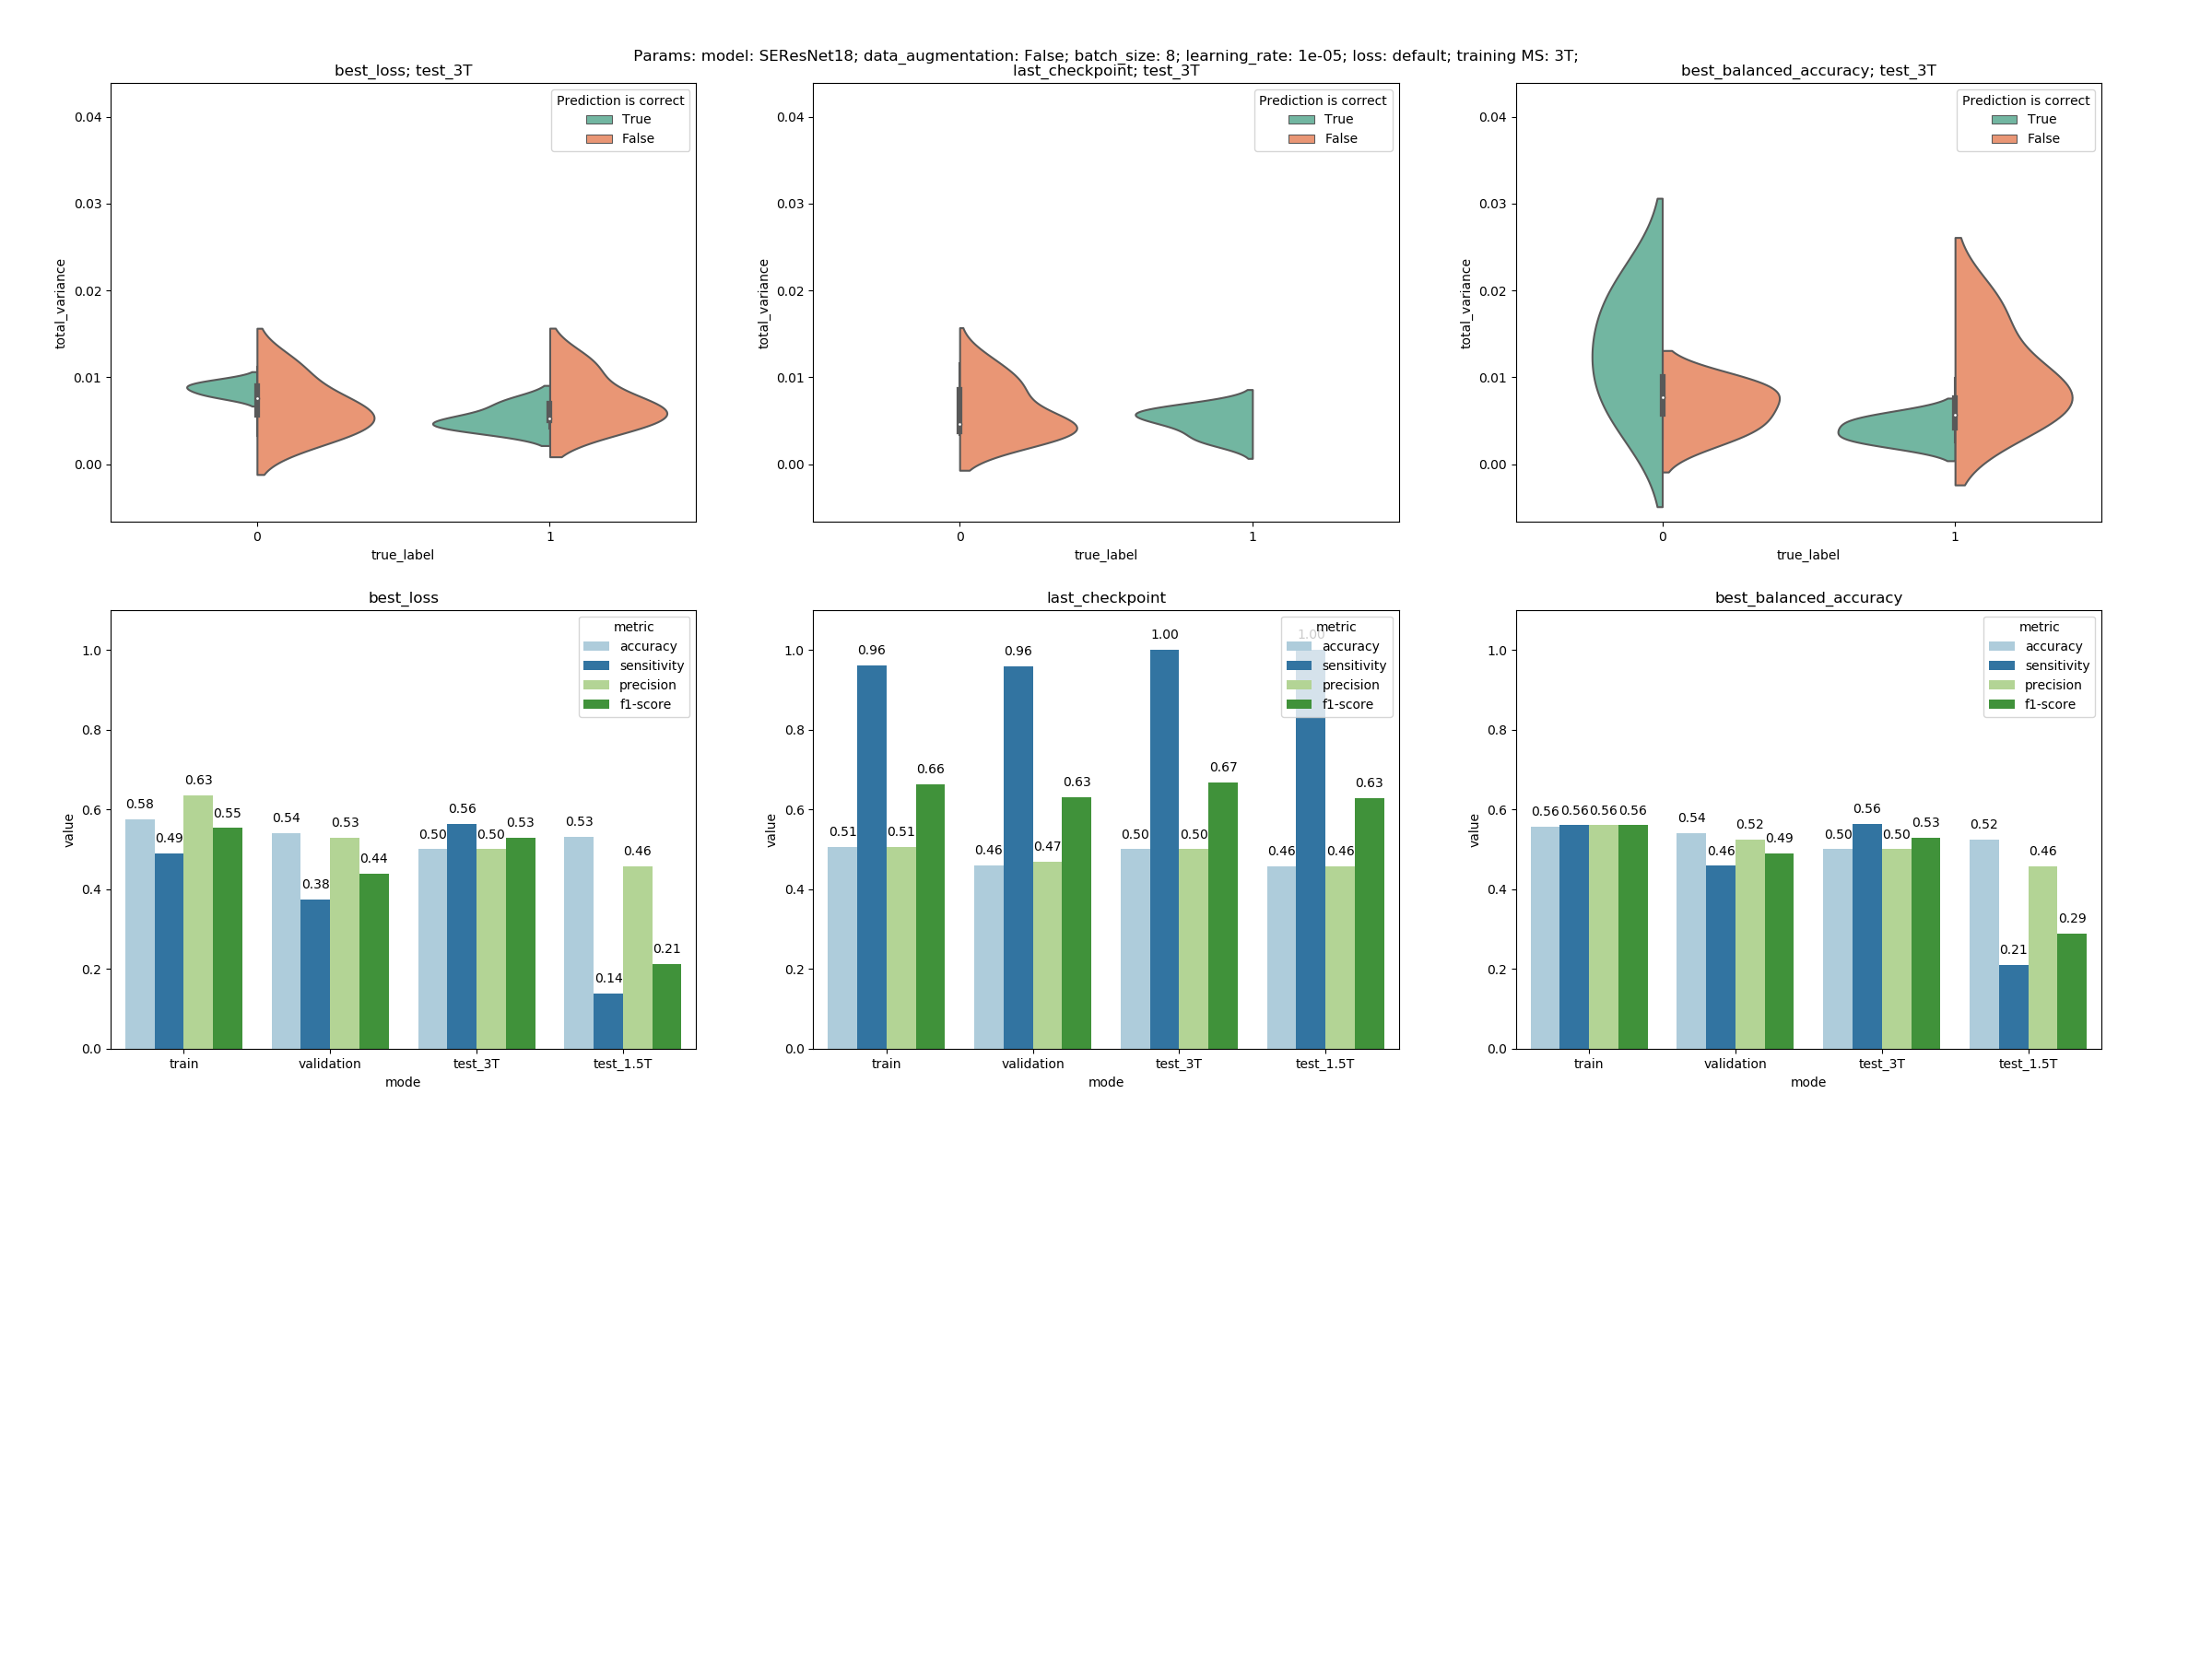 Params: model: SEResNet18; data_augmentation: False; batch_size: 8; learning_rate: 1e-05; loss: default; training MS: 3T;
best_loss; test_3T
Prediction is correct
True
False
total_variance
0.04
0.03
0.02
0.01
0.00
0 1
true_label
last_checkpoint; test_3T
Prediction is correct
True
False
total_variance
0.04
0.03
0.02
0.01
0.00
0 1
true_label
best_balanced_accuracy; test_3T
Prediction is correct
True
False
total_variance
0.04
0.03
0.02
0.01
0.00
0 1
true_label
best_loss
metric
accuracy
sensitivity
precision
f1-score
value
1.0
0.8
0.6
0.4
0.2
0.0
0.58 0.49 0.63 0.55
0.54 0.38 0.53 0.44
0.50 0.56 0.50 0.53
0.53 0.14 0.46 0.21
train validation test_3T test_1.5T
mode
last_checkpoint
metric
accuracy
sensitivity
precision
f1-score
value
1.0
0.8
0.6
0.4
0.2
0.0
0.51 0.96 0.51 0.66
0.46 0.96 0.47 0.63
0.50 1.00 0.50 0.67
0.46 1.00 0.46 0.63
train validation test_3T test_1.5T
mode
best_balanced_accuracy
metric
accuracy
sensitivity
precision
f1-score
value
1.0
0.8
0.6
0.4
0.2
0.0
0.56 0.56 0.56 0.56
0.54 0.46 0.52 0.49
0.50 0.56 0.50 0.53
0.52 0.21 0.46 0.29
train validation test_3T test_1.5T
mode